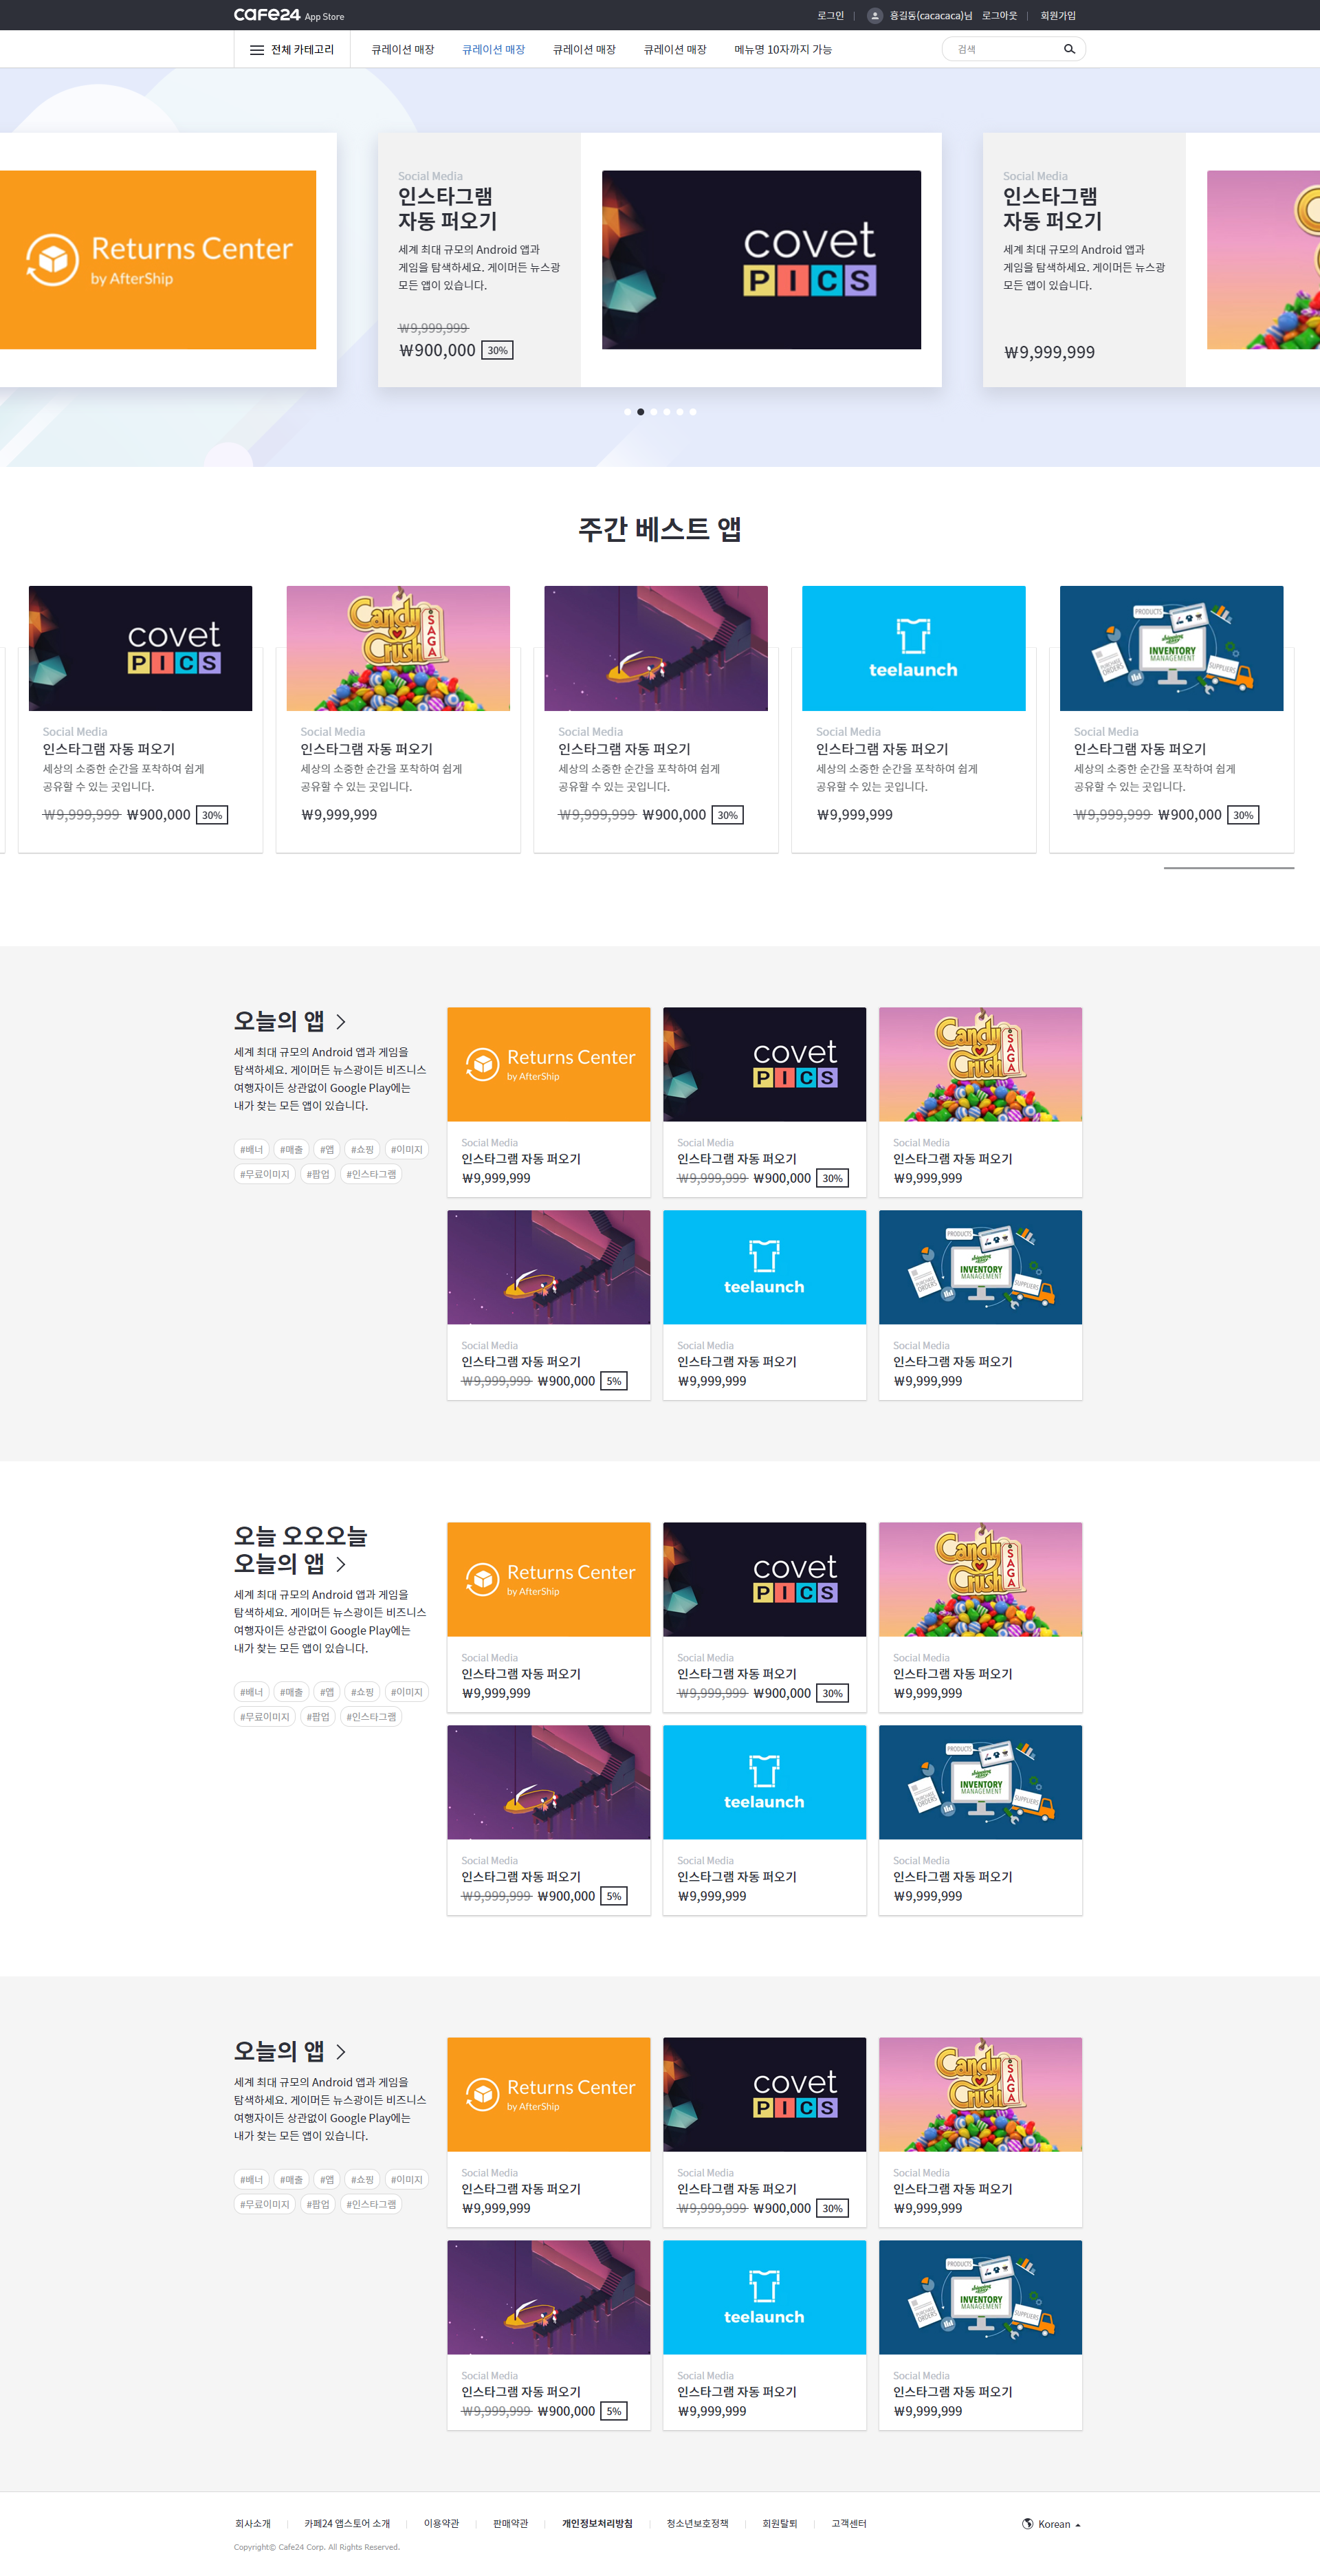 cafe24 App Store
로그인
홍길동(cacacaca)님 로그아웃
회원가입
전체 카테고리
큐레이션 매장
큐레이션 매장
큐레이션 매장
큐레이션 매장
메뉴명 10자까지 가능
검색
Returns Center
by AfterShip
Social Media
인스타그램
자동 퍼오기
세계 최대 규모의 Android 앱과
게임을 탐색하세요. 게이머든 뉴스광
모든 앱이 있습니다.
₩9,999,999
₩900,000 30%
covet
PICS
Social Media
인스타그램
자동 퍼오기
세계 최대 규모의 Android 앱과
게임을 탐색하세요. 게이머든 뉴스광
모든 앱이 있습니다.
₩9,999,999
주간 베스트 앱
covet
PICS
Social Media
인스타그램 자동 퍼오기
세상의 소중한 순간을 포착하여 쉽게
공유할 수 있는 곳입니다.
₩9,999,999 ₩900,000 30%
Candy
Crush
SAGA
Social Media
인스타그램 자동 퍼오기
세상의 소중한 순간을 포착하여 쉽게
공유할 수 있는 곳입니다.
₩9,999,999
Social Media
인스타그램 자동 퍼오기
세상의 소중한 순간을 포착하여 쉽게
공유할 수 있는 곳입니다.
₩9,999,999 ₩900,000 30%
teelaunch
Social Media
인스타그램 자동 퍼오기
세상의 소중한 순간을 포착하여 쉽게
공유할 수 있는 곳입니다.
₩9,999,999
PRODUCTS
INVENTORY
MANAGEMENT
SUPPLIERS
PURCHASE
ORDERS
Social Media
인스타그램 자동 퍼오기
세상의 소중한 순간을 포착하여 쉽게
공유할 수 있는 곳입니다.
₩9,999,999 ₩900,000 30%
오늘의 앱
세계 최대 규모의 Android 앱과 게임을
탐색하세요. 게이머든 뉴스광이든 비즈니스
여행자이든 상관없이 Google Play에는
내가 찾는 모든 앱이 있습니다.
#배너 #매출 #앱 #쇼핑 #이미지
#무료이미지 #팝업 #인스타그램
Returns Center
by AfterShip
Social Media
인스타그램 자동 퍼오기
₩9,999,999
covet
PICS
Social Media
인스타그램 자동 퍼오기
₩9,999,999 ₩900,000 30%
Candy
Crush
SAGA
Social Media
인스타그램 자동 퍼오기
₩9,999,999
Social Media
인스타그램 자동 퍼오기
₩9,999,999 ₩900,000 5%
teelaunch
Social Media
인스타그램 자동 퍼오기
₩9,999,999
PRODUCTS
INVENTORY
MANAGEMENT
SUPPLIERS
PURCHASE
ORDERS
Social Media
인스타그램 자동 퍼오기
₩9,999,999
오늘 오오오늘
오늘의 앱
세계 최대 규모의 Android 앱과 게임을
탐색하세요. 게이머든 뉴스광이든 비즈니스
여행자이든 상관없이 Google Play에는
내가 찾는 모든 앱이 있습니다.
#배너 #매출 #앱 #쇼핑 #이미지
#무료이미지 #팝업 #인스타그램
Returns Center
by AfterShip
Social Media
인스타그램 자동 퍼오기
₩9,999,999
covet
PICS
Social Media
인스타그램 자동 퍼오기
₩9,999,999 ₩900,000 30%
Candy
Crush
SAGA
Social Media
인스타그램 자동 퍼오기
₩9,999,999
Social Media
인스타그램 자동 퍼오기
₩9,999,999 ₩900,000 5%
teelaunch
Social Media
인스타그램 자동 퍼오기
₩9,999,999
PRODUCTS
INVENTORY
MANAGEMENT
SUPPLIERS
PURCHASE
ORDERS
Social Media
인스타그램 자동 퍼오기
₩9,999,999
오늘의 앱
세계 최대 규모의 Android 앱과 게임을
탐색하세요. 게이머든 뉴스광이든 비즈니스
여행자이든 상관없이 Google Play에는
내가 찾는 모든 앱이 있습니다.
#배너 #매출 #앱 #쇼핑 #이미지
#무료이미지 #팝업 #인스타그램
Returns Center
by AfterShip
Social Media
인스타그램 자동 퍼오기
₩9,999,999
covet
PICS
Social Media
인스타그램 자동 퍼오기
₩9,999,999 ₩900,000 30%
Candy
Crush
SAGA
Social Media
인스타그램 자동 퍼오기
₩9,999,999
Social Media
인스타그램 자동 퍼오기
₩9,999,999 ₩900,000 5%
teelaunch
Social Media
인스타그램 자동 퍼오기
₩9,999,999
PRODUCTS
INVENTORY
MANAGEMENT
SUPPLIERS
PURCHASE
ORDERS
Social Media
인스타그램 자동 퍼오기
₩9,999,999
회사소개
카페24 앱스토어 소개
이용약관
판매약관
개인정보처리방침
청소년보호정책
회원탈퇴
고객센터
Korean
Copyright© Cafe24 Corp. All Rights Reserved.